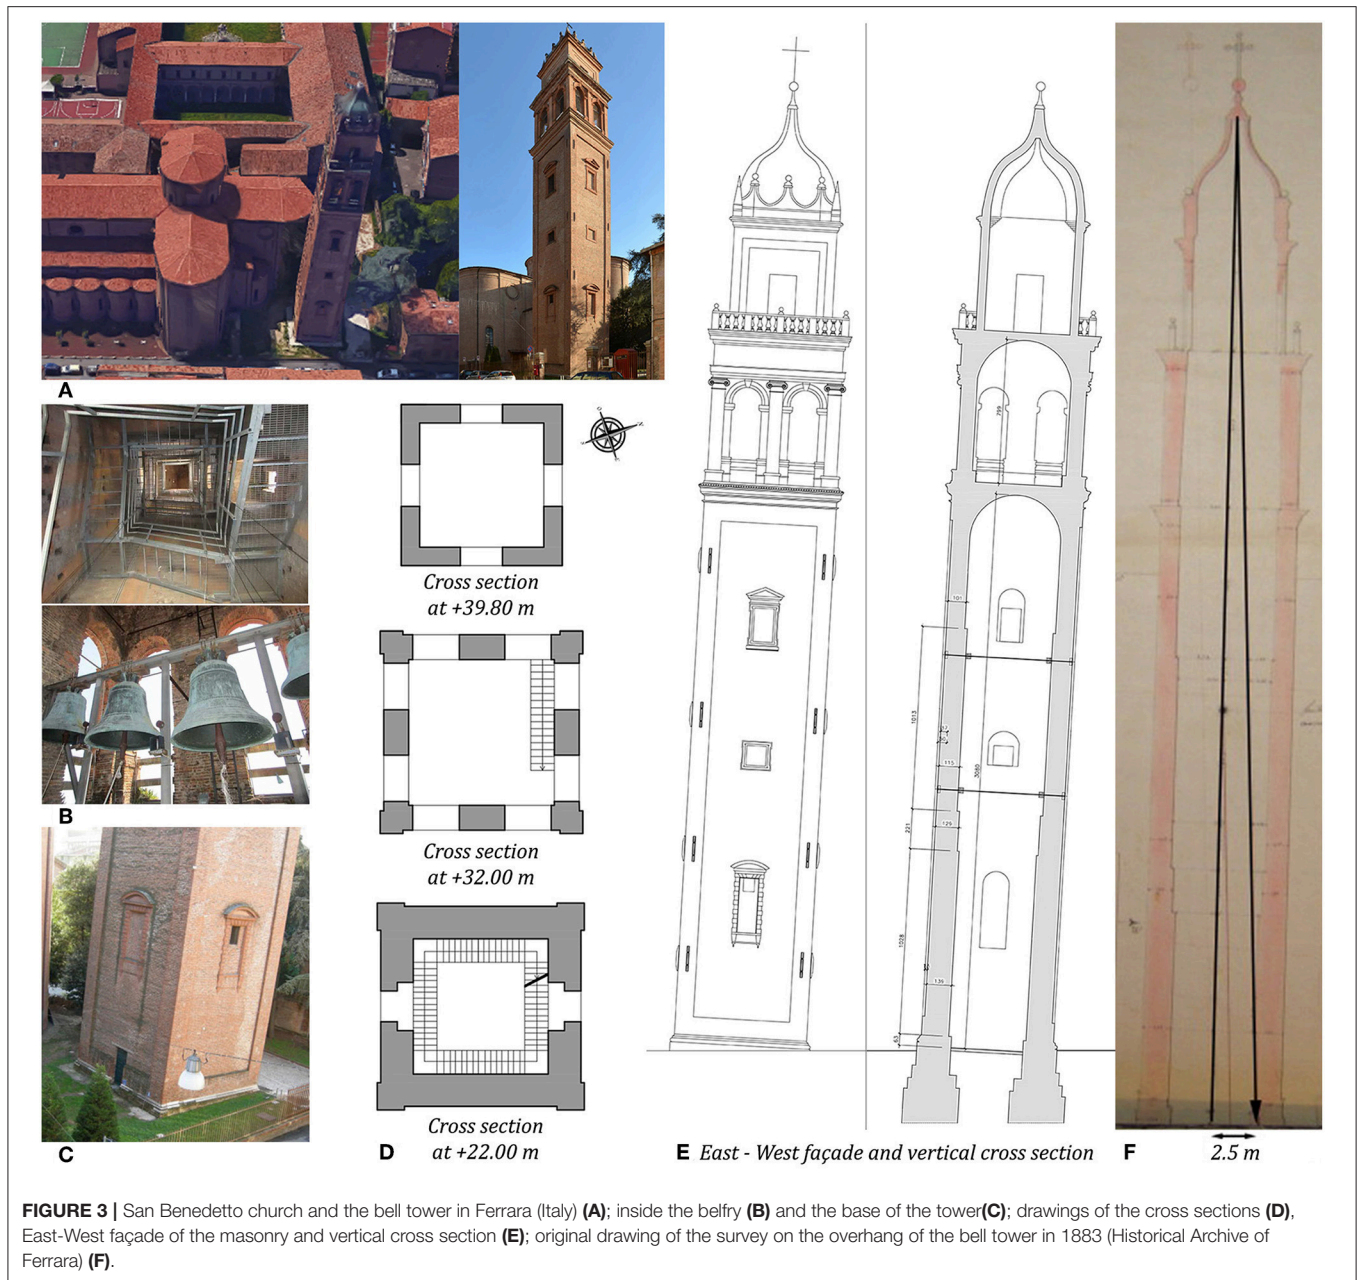 A
B
C
Cross section
at +39.80 m
Cross section
at +32.00 m
Cross section
at +22.00 m
D
799
101
1013
115
3080
129
221
1028
136
63
E East - West façade and vertical cross section
F
2.5 m
FIGURE 3 | San Benedetto church and the bell tower in Ferrara (Italy) (A); inside the belfry (B) and the base of the tower(C); drawings of the cross sections (D),
East-West façade of the masonry and vertical cross section (E); original drawing of the survey on the overhang of the bell tower in 1883 (Historical Archive of
Ferrara) (F).